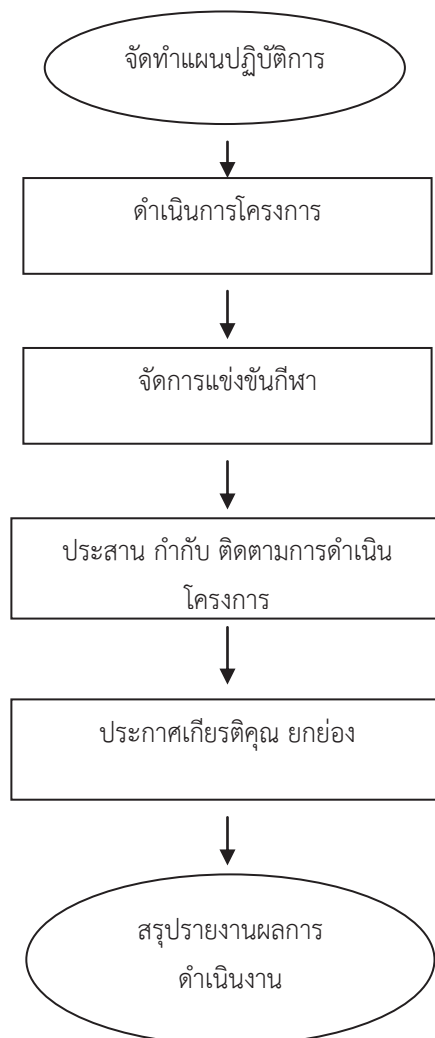 จัดทำแผนปฏิบัติการ
ดำเนินการโครงการ
จัดการแข่งขันกีฬา
ประสาน กำกับ ติดตามการดำเนิน
โครงการ
ประกาศเกียรติคุณ ยกย่อง
สรุปรายงานผลการ
ดำเนินงาน